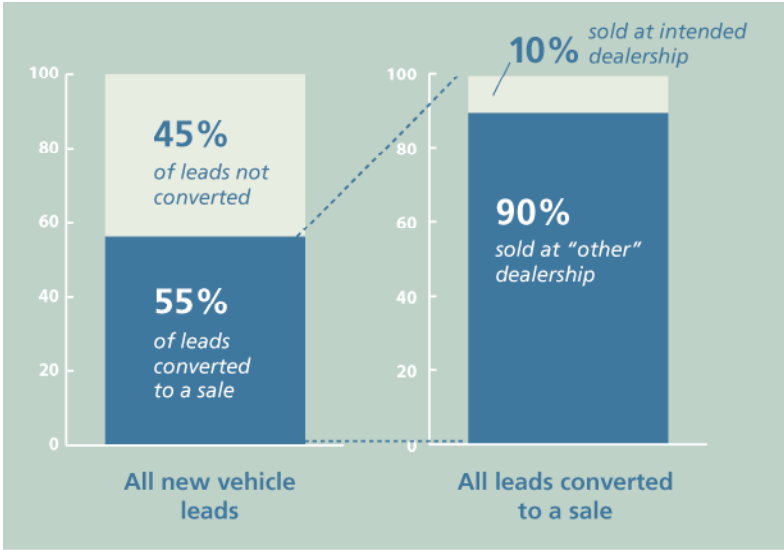 10% sold at intended
dealership
100
80
60
40
20
0
45%
of leads not
converted
55%
of leads
converted
to a sale
All new vehicle
leads
100
80
60
40
20
0
90%
sold at “other”
dealership
All leads converted
to a sale